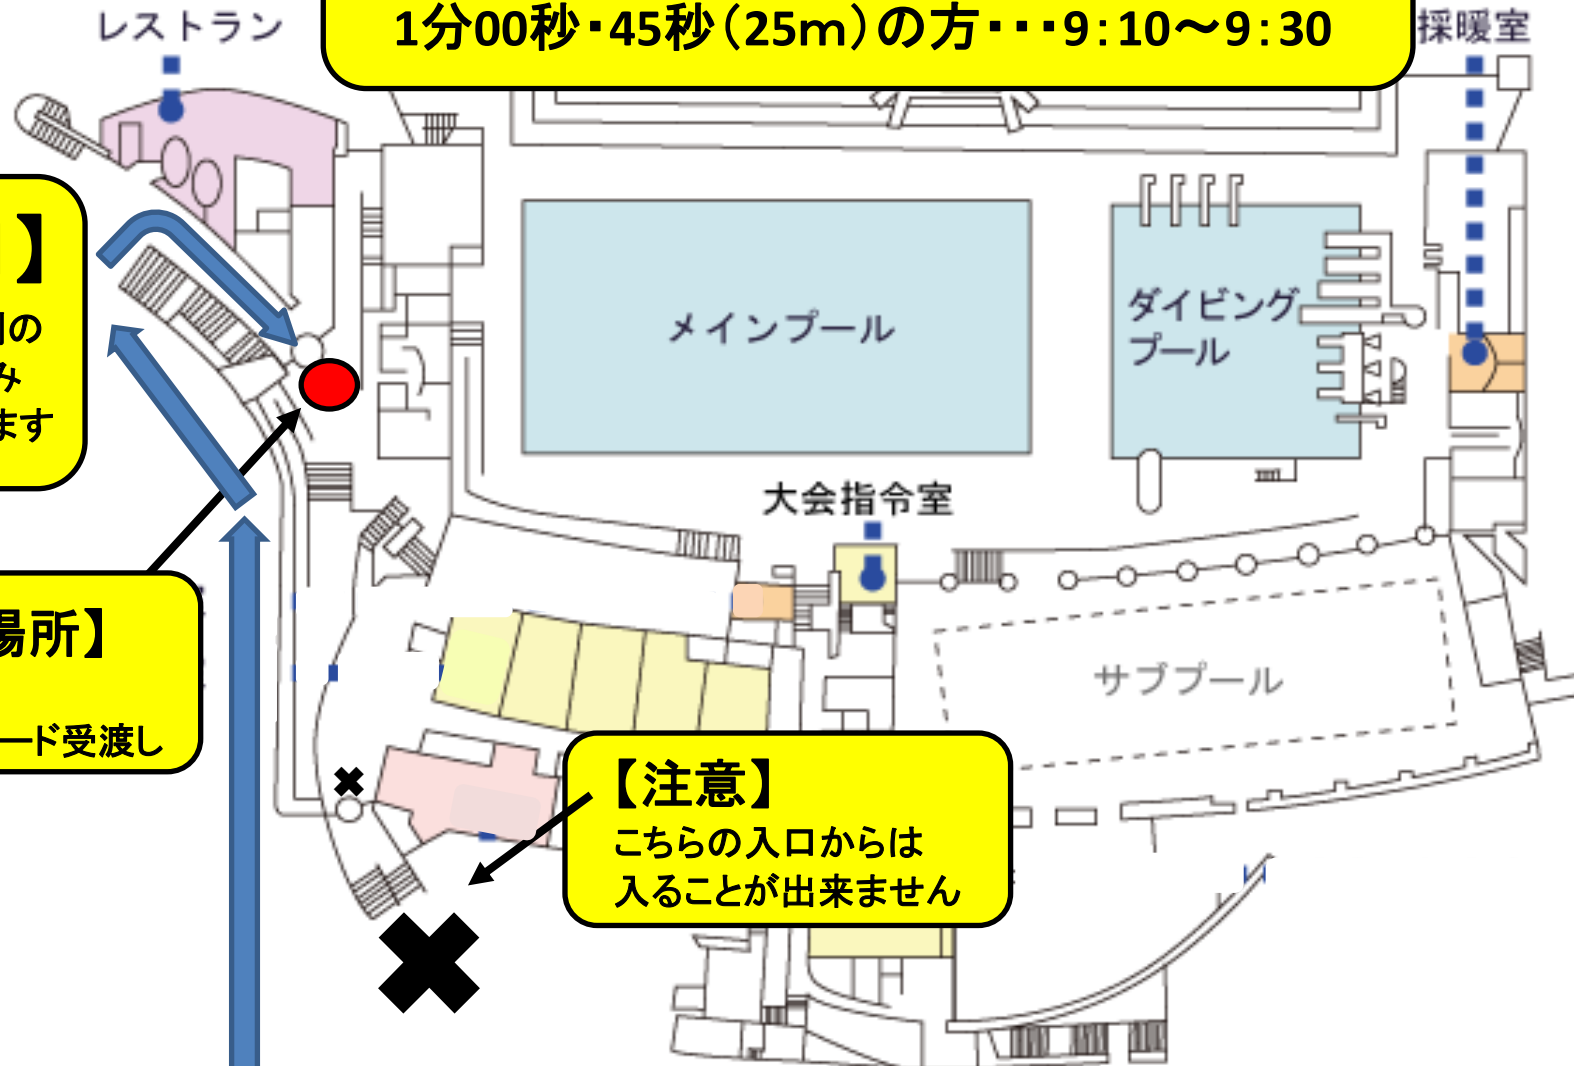 レストラン
1分00秒・45秒（25m）の方・・・9：10～9：30
採暖室
】
の
み
ます
メインプール
ダイビング
プール
大会指令室
場所】
ード受渡し
サブプール
【注意】
こちらの入口からは
入ることが出来ません